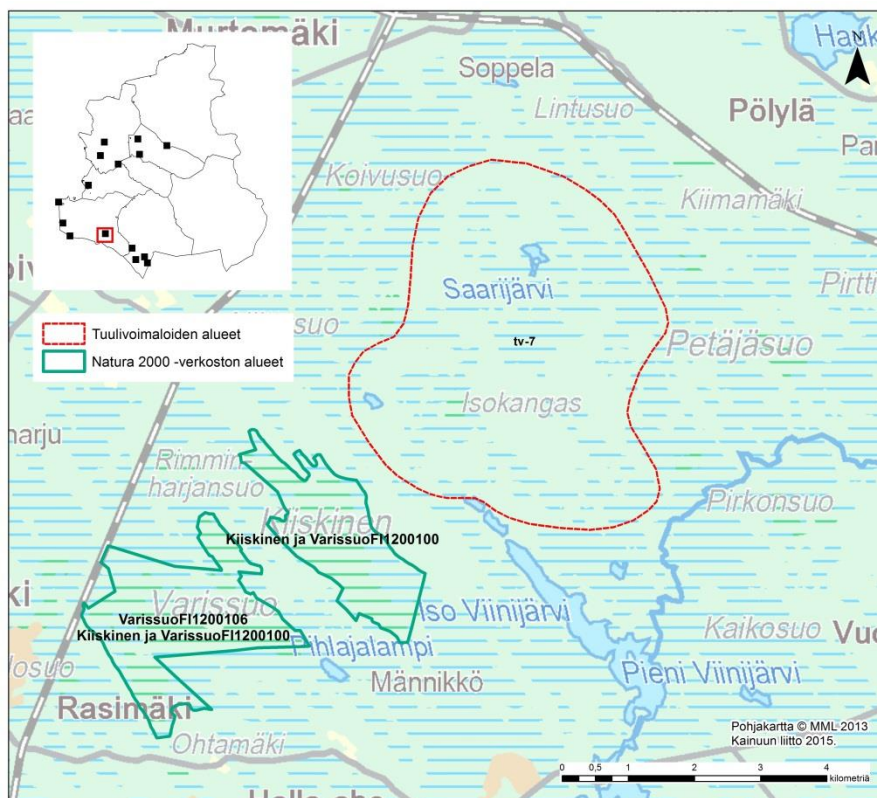 Murtamäki
Soppela
Lintusuo
Pölylä
N
Koivusuo
Kiimamäki
Saarijärvi
Tuulivoimaloiden alueet
Natura 2000 -verkoston alueet
tv-7
Petäjäsuo
Isokangas
Rimmin-
harjansuo
Kiiskinen
Kiiskinen ja VarissuoFI1200100
Pirkonsuo
Varissuo
VarissuoFI1200106
Kiiskinen ja VarissuoFI1200100
Iso Viinijärvi
Pihlajalampi
Kaikosuo
Männikkö
Pieni Viinijärvi
Rasimäki
Ohtamäki
Pohjakartta © MML 2013
Kainuun liitto 2015.
0 0,5 1 2 3 4
kilometriä